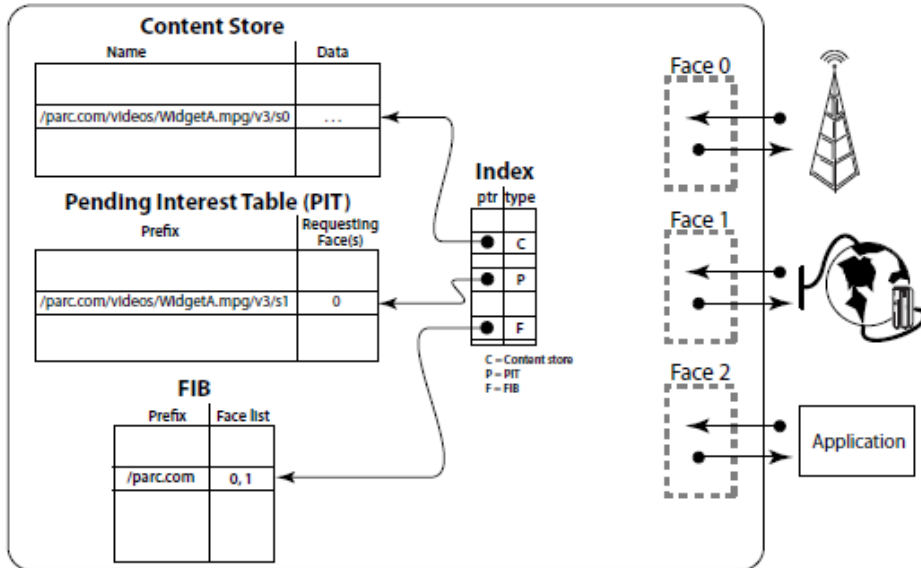 Content Store
Name Data
/parc.com/videos/WidgetA.mpg/v3/s0 ...
Pending Interest Table (PIT)
Prefix Requesting Face(s)
/parc.com/videos/WidgetA.mpg/v3/s1 0
FIB
Prefix Face list
/parc.com 0, 1
Index
ptr type
C
P
F
C = Content store
P = PIT
F = FIB
Face 0
Face 1
Face 2
Application